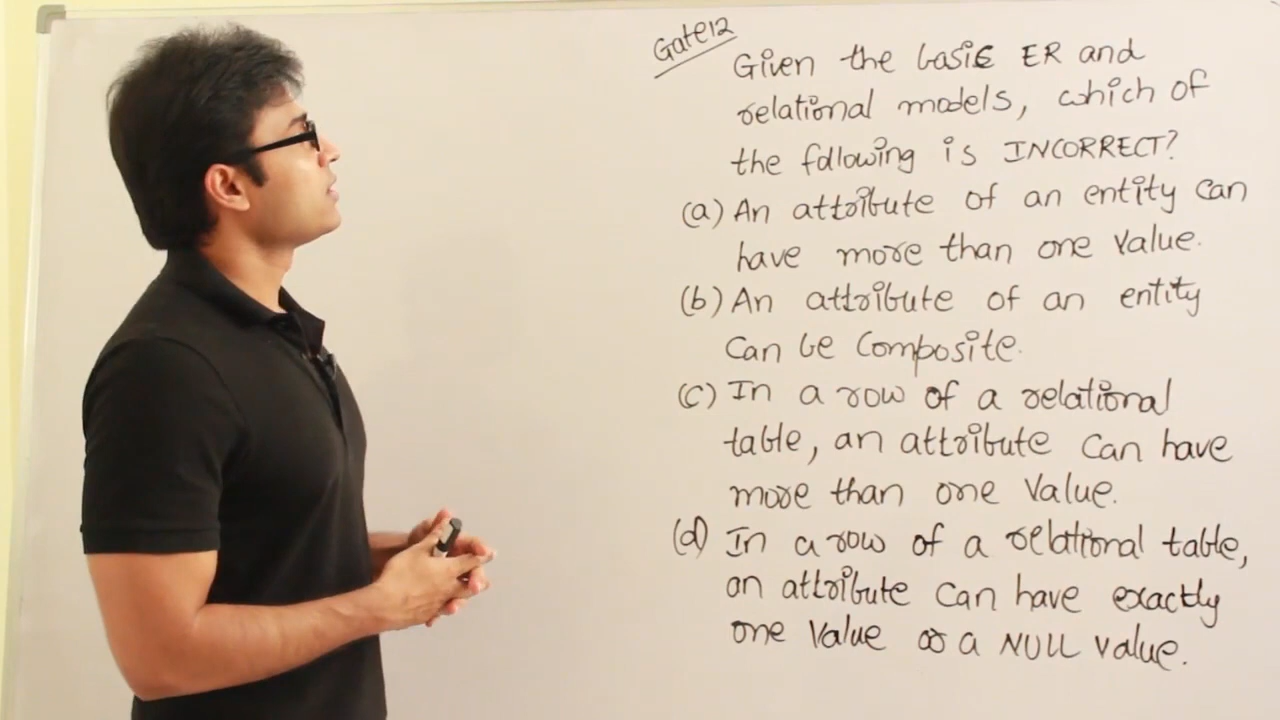 Gate12
Given the basic ER and
relational models, which of
the following is INCORRECT?
(a) An attribute of an entity can
have more than one value.
(b) An attribute of an entity
can be composite.
(c) In a row of a relational
table, an attribute can have
more than one value.
(d) In a row of a relational table,
an attribute can have exactly
one value or a NULL value.